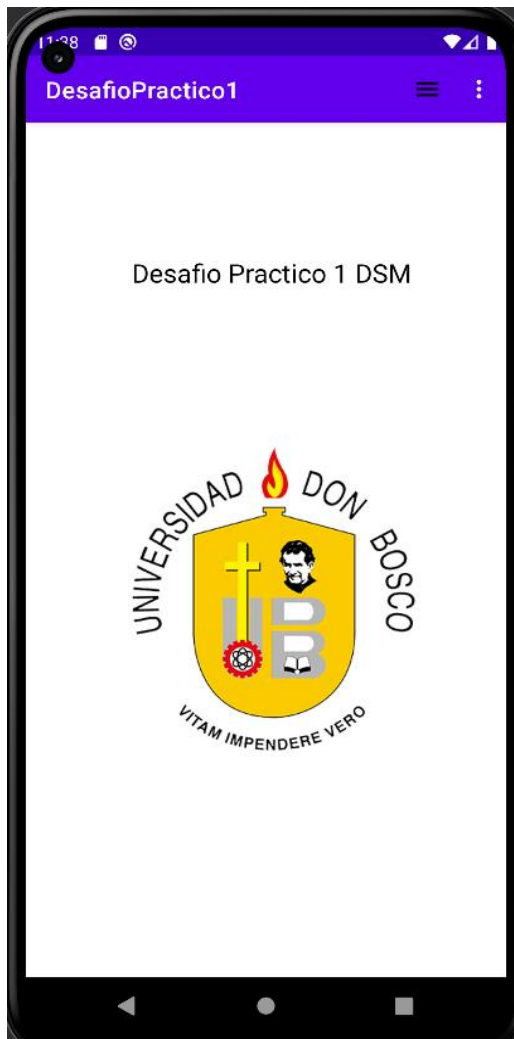 11:38
DesafioPractico1
Desafio Practico 1 DSM
UNIVERSIDAD DON BOSCO
VITAM IMPENDERE VERO